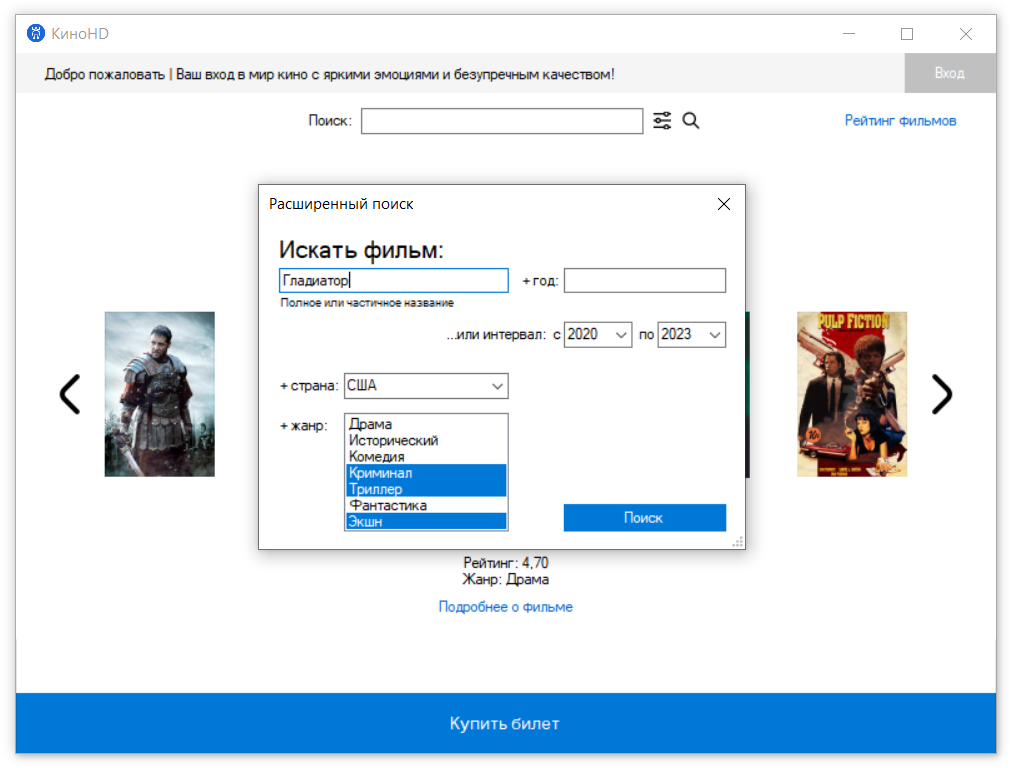 КиноHD
Добро пожаловать | Ваш вход в мир кино с яркими эмоциями и безупречным качеством!
Вход
Поиск:
Рейтинг фильмов
Расширенный поиск
Искать фильм:
Гладиатор
+ год:
Полное или частичное название
...или интервал: с 2020 по 2023
+ страна: США
+ жанр:
Драма
Исторический
Комедия
Криминал
Триллер
Фантастика
Экшн
Поиск
PULP FICTION
10¢
Рейтинг: 4,70
Жанр: Драма
Подробнее о фильме
Купить билет